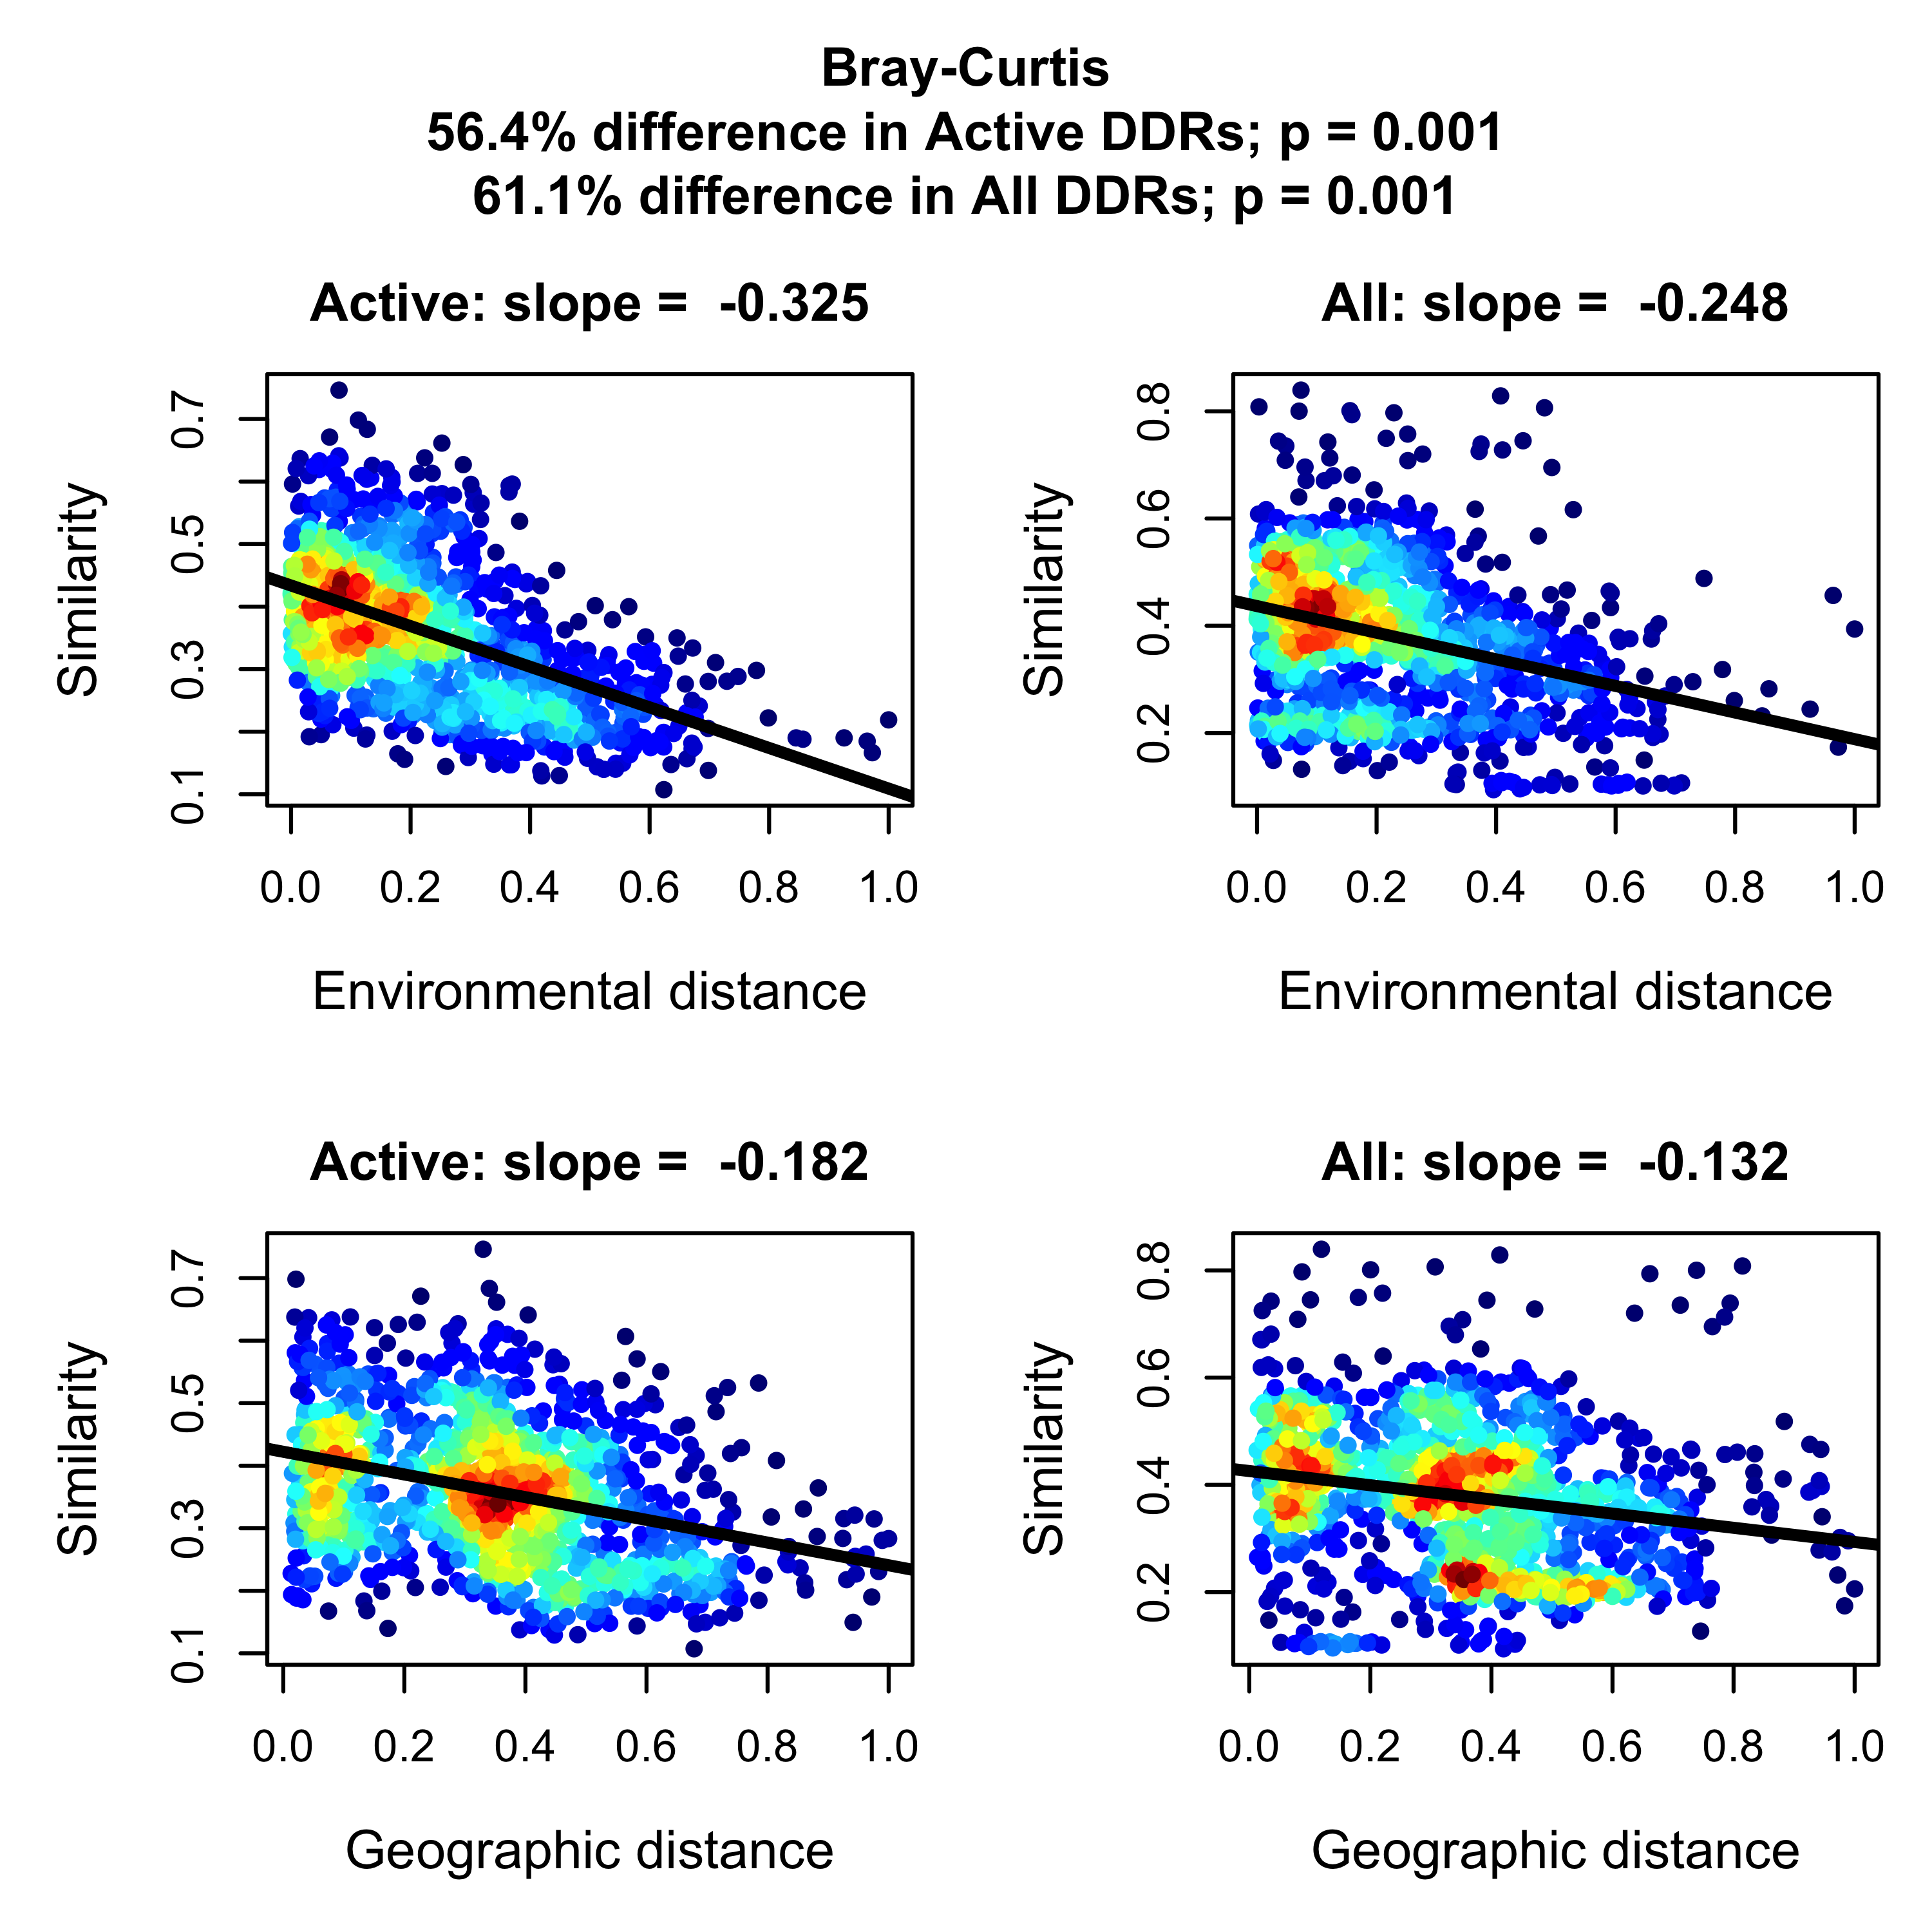 Bray-Curtis
56.4% difference in Active DDRs; p = 0.001
61.1% difference in All DDRs; p = 0.001
Active: slope =  -0.325
Similarity
0.7
0.5
0.3
0.1
0.0 0.2 0.4 0.6 0.8 1.0
Environmental distance
All: slope =  -0.248
Similarity
0.8
0.6
0.4
0.2
0.0 0.2 0.4 0.6 0.8 1.0
Environmental distance
Active: slope =  -0.182
Similarity
0.7
0.5
0.3
0.1
0.0 0.2 0.4 0.6 0.8 1.0
Geographic distance
All: slope =  -0.132
Similarity
0.8
0.6
0.4
0.2
0.0 0.2 0.4 0.6 0.8 1.0
Geographic distance